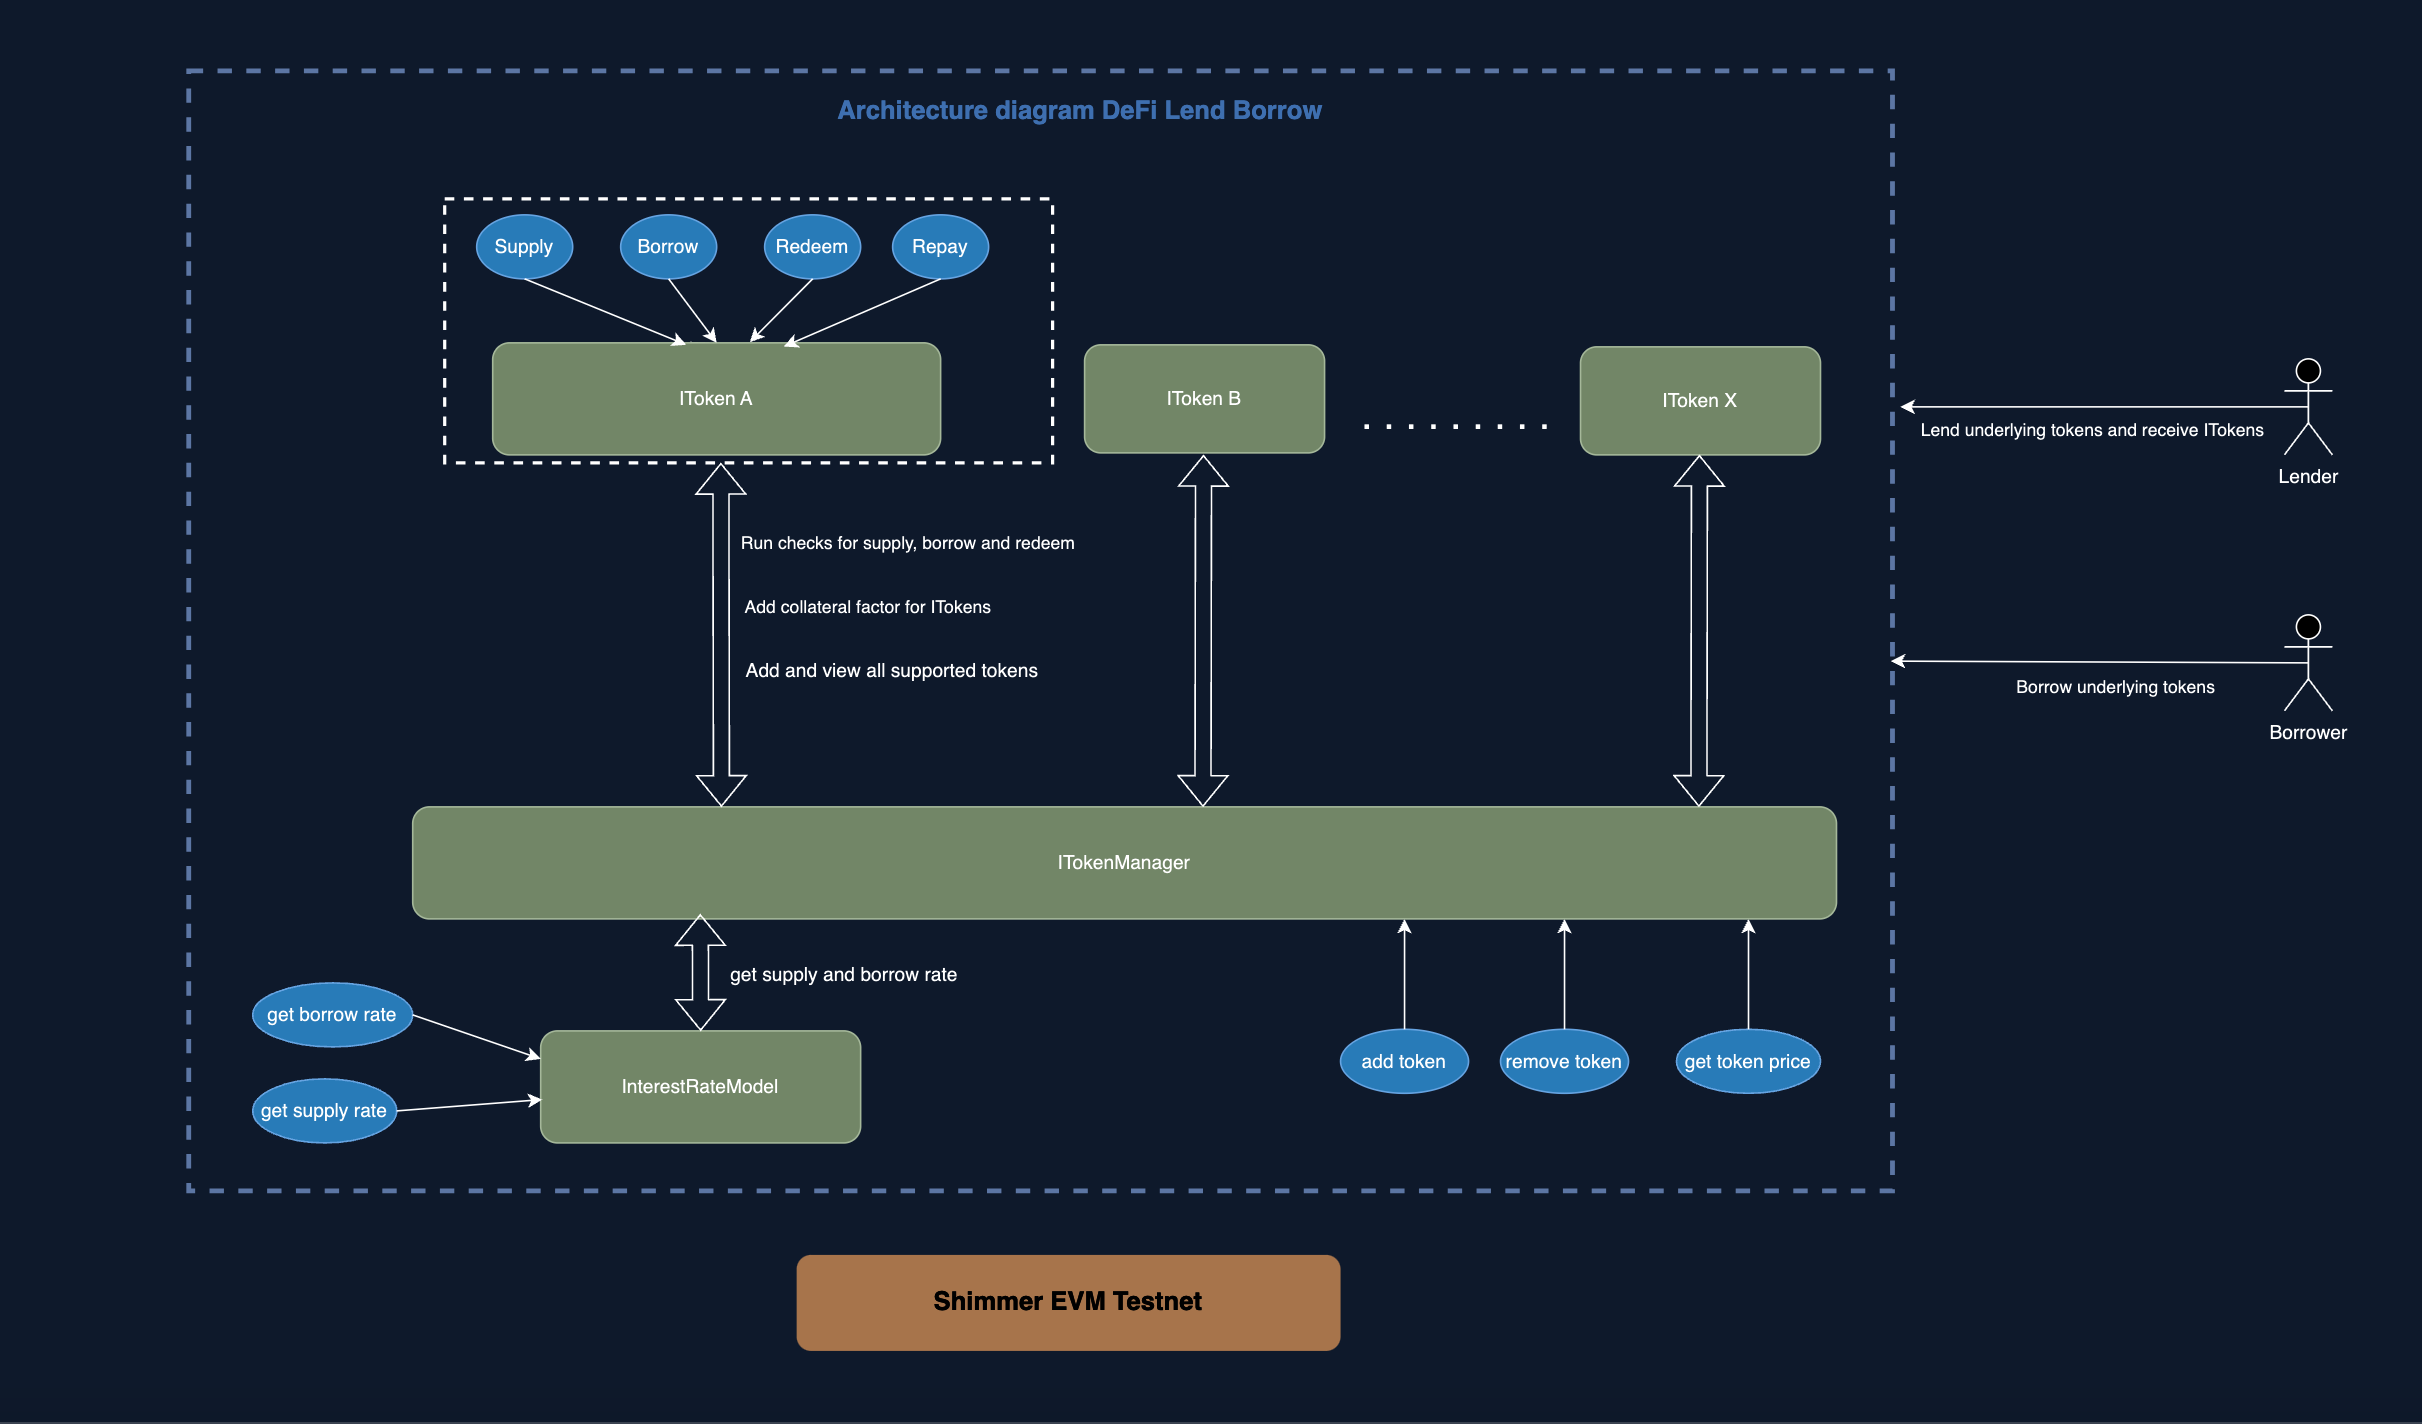 Architecture diagram DeFi Lend Borrow
Supply
Borrow
Redeem
Repay
IToken A
IToken B
.........
IToken X
Lend underlying tokens and receive ITokens
Lender
Run checks for supply, borrow and redeem
Add collateral factor for ITokens
Add and view all supported tokens
Borrow underlying tokens
Borrower
ITokenManager
get supply and borrow rate
get borrow rate
get supply rate
InterestRateModel
add token
remove token
get token price
Shimmer EVM Testnet